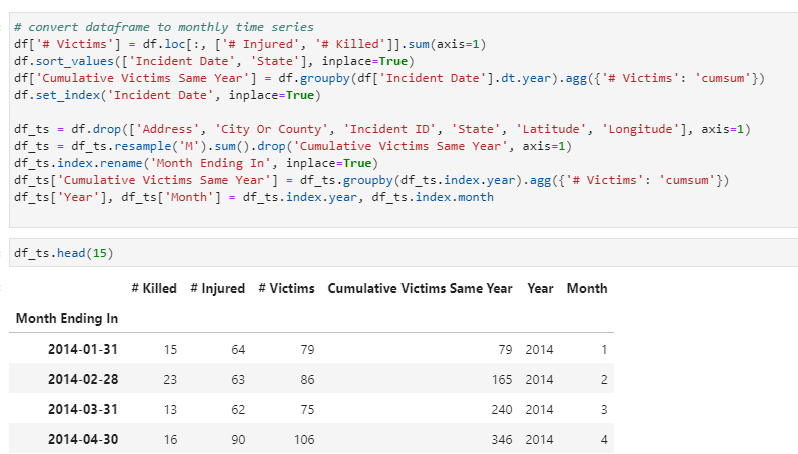 # convert dataframe to monthly time series
df['# Victims'] = df.loc[:, ['# Injured', '# Killed']].sum(axis=1)
df.sort_values(['Incident Date', 'State'], inplace=True)
df['Cumulative Victims Same Year'] = df.groupby(df['Incident Date'].dt.year).agg({'# Victims': 'cumsum'})
df.set_index('Incident Date', inplace=True)
df_ts = df.drop(['Address', 'City Or County', 'Incident ID', 'State', 'Latitude', 'Longitude'], axis=1)
df_ts = df_ts.resample('M').sum().drop('Cumulative Victims Same Year', axis=1)
df_ts.index.rename('Month Ending In', inplace=True)
df_ts['Cumulative Victims Same Year'] = df_ts.groupby(df_ts.index.year).agg({'# Victims': 'cumsum'})
df_ts['Year'], df_ts['Month'] = df_ts.index.year, df_ts.index.month
df_ts.head(15)
# Killed # Injured # Victims Cumulative Victims Same Year Year Month
Month Ending In
2014-01-31 15 64 79 79 2014 1
2014-02-28 23 63 86 165 2014 2
2014-03-31 13 62 75 240 2014 3
2014-04-30 16 90 106 346 2014 4